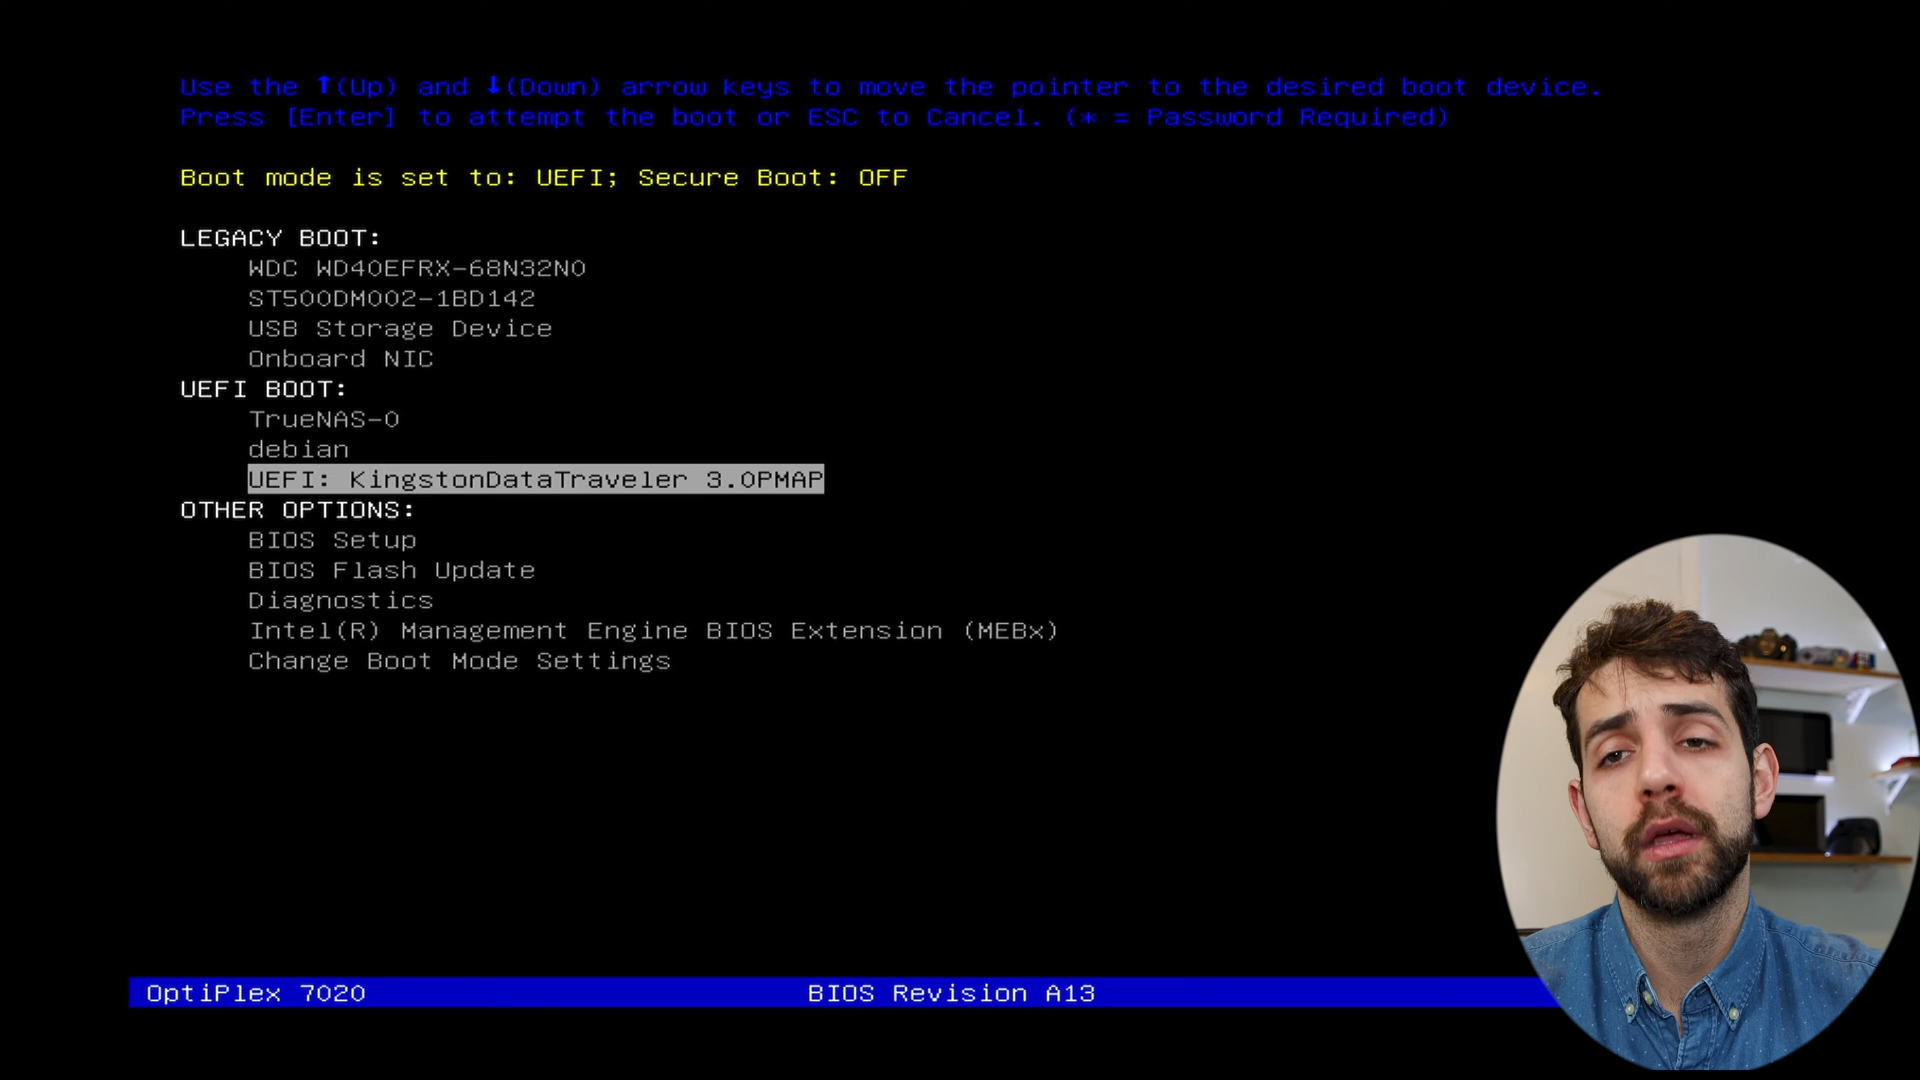 Use the ↑(Up) and ↓(Down) arrow keys to move the pointer to the desired boot device.
Press [Enter] to attempt the boot or ESC to Cancel. (* = Password Required)
Boot mode is set to: UEFI; Secure Boot: OFF
LEGACY BOOT:
WDC WD40EFRX-68N32N0
ST500DM002-1BD142
USB Storage Device
Onboard NIC
UEFI BOOT:
TrueNAS-0
debian
UEFI: KingstonDataTraveler 3.0PMAP
OTHER OPTIONS:
BIOS Setup
BIOS Flash Update
Diagnostics
Intel(R) Management Engine BIOS Extension (MEBx)
Change Boot Mode Settings
OptiPlex 7020
BIOS Revision A13